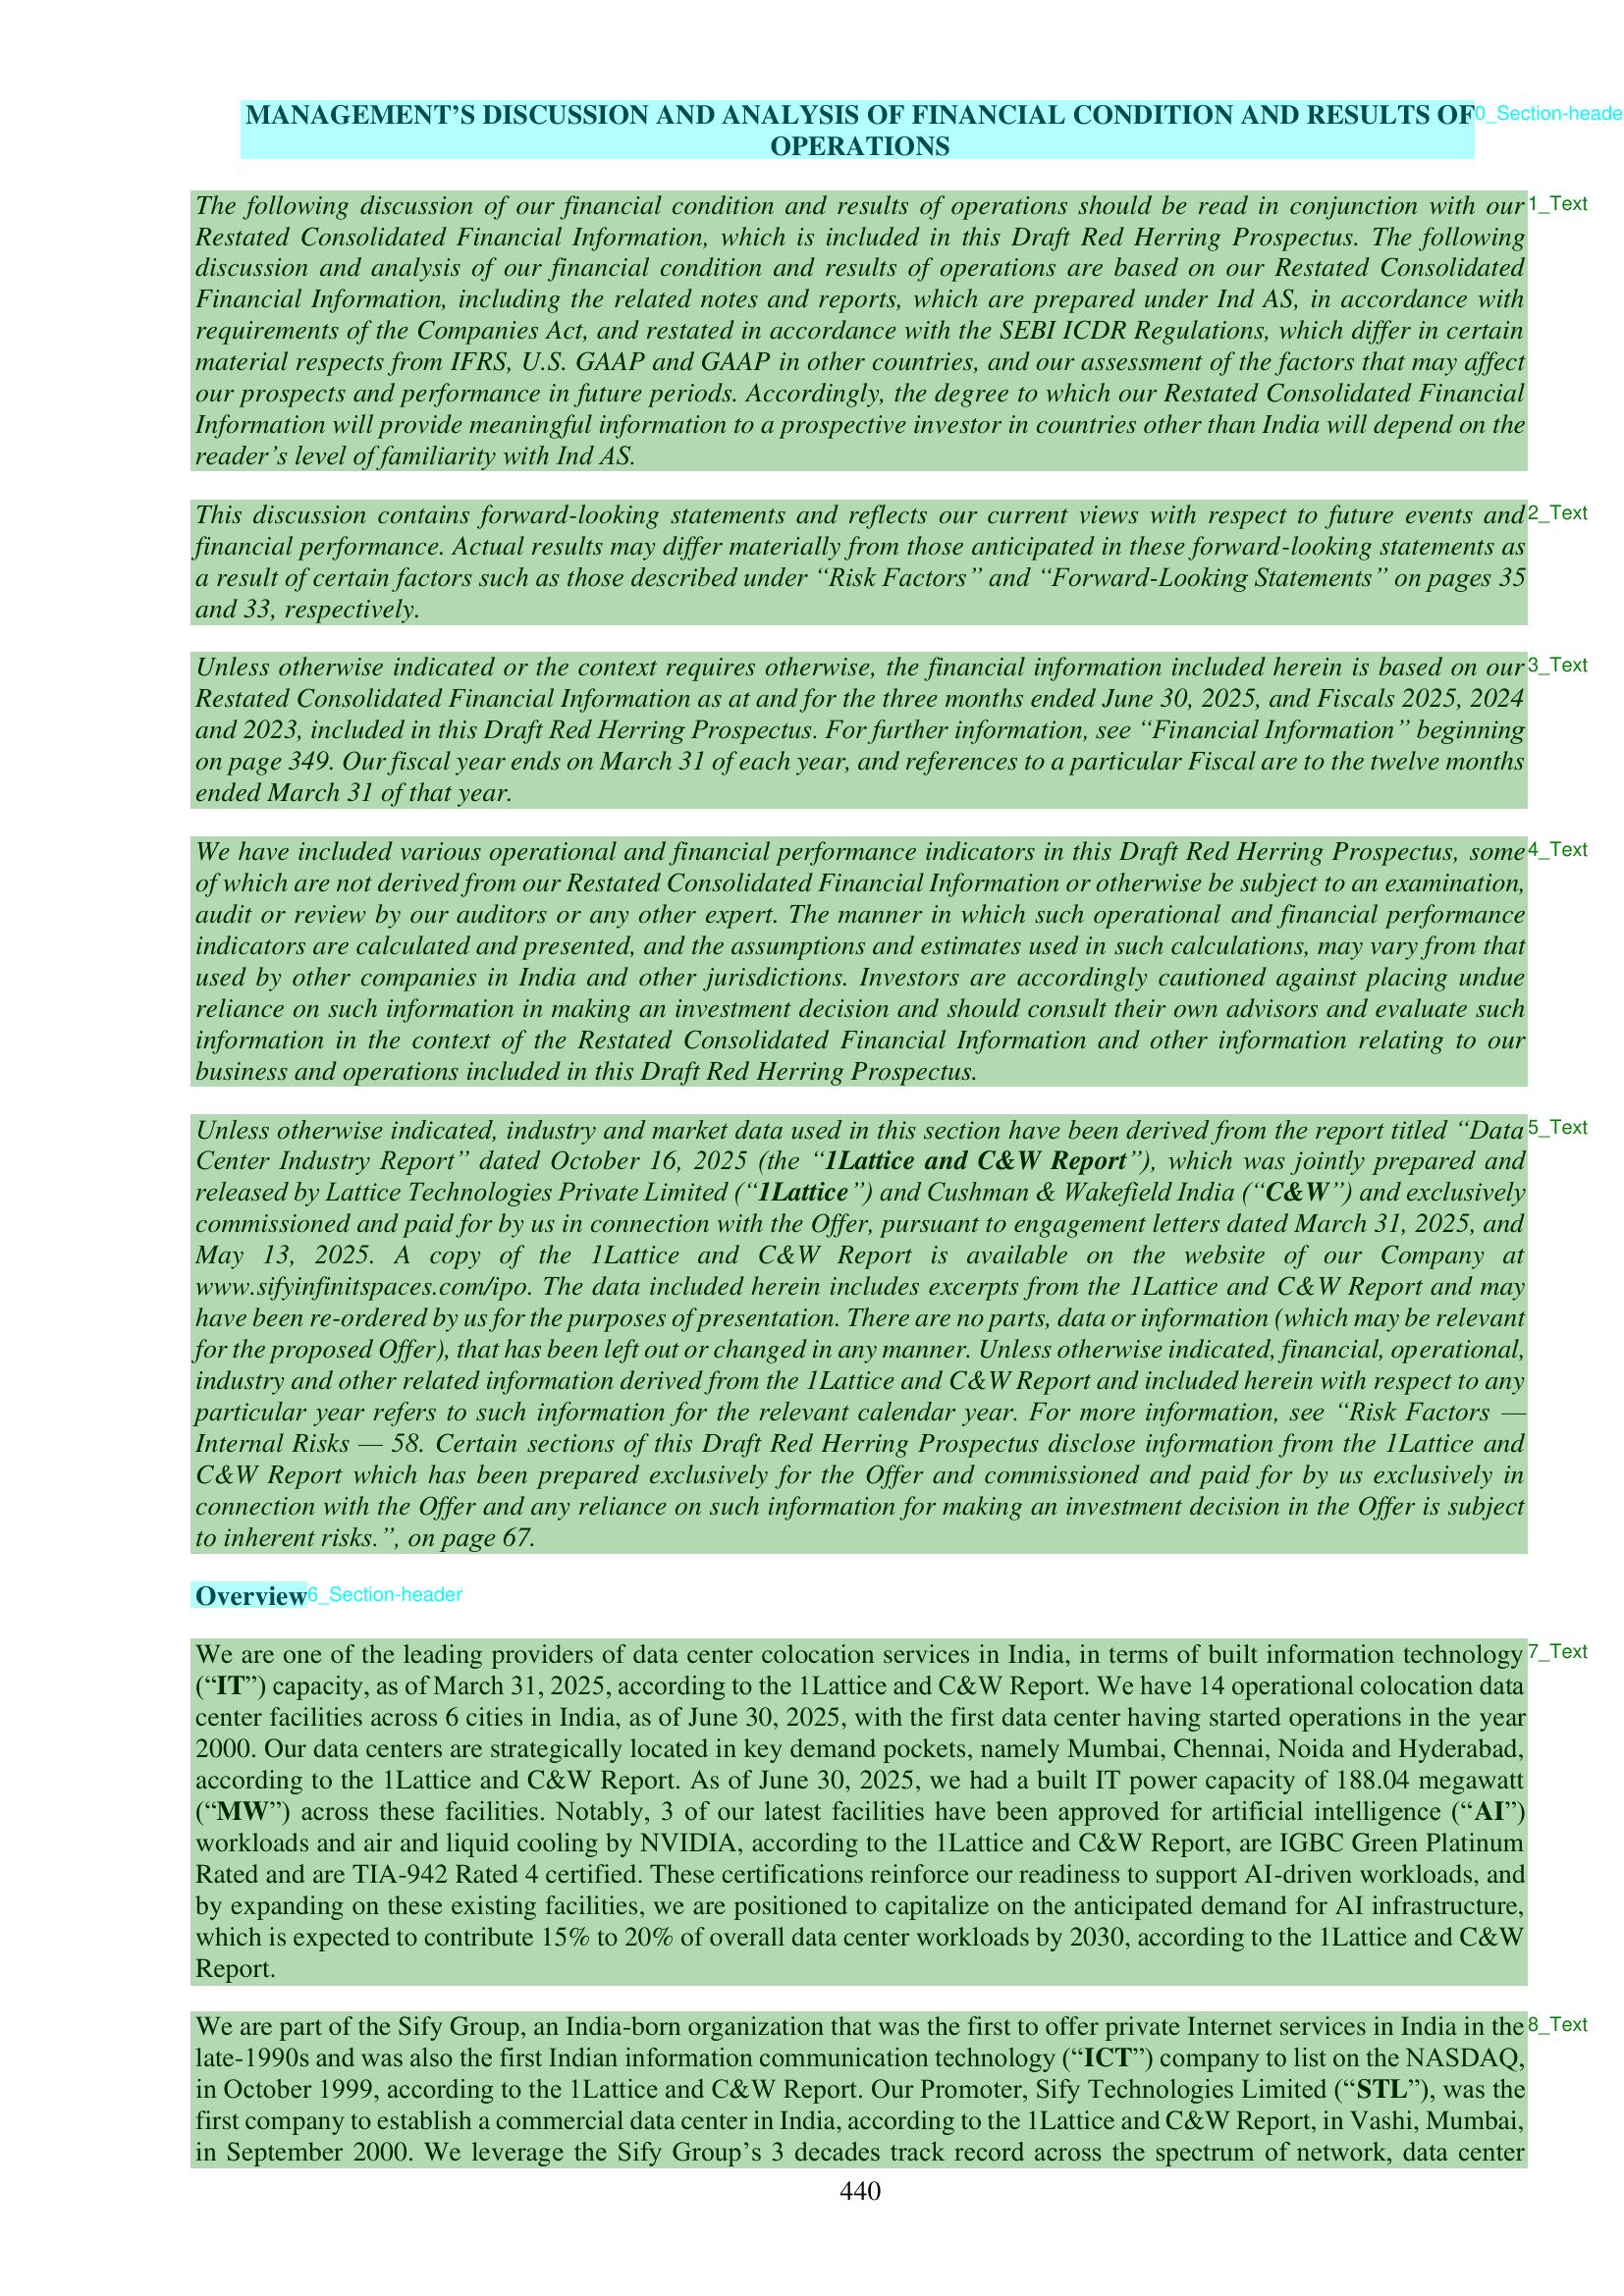 MANAGEMENT’S DISCUSSION AND ANALYSIS OF FINANCIAL CONDITION AND RESULTS OF
0_Section-heade
OPERATIONS
The following discussion of our financial condition and results of operations should be read in conjunction with our
1_Text
Restated Consolidated Financial Information, which is included in this Draft Red Herring Prospectus. The following
discussion and analysis of our financial condition and results of operations are based on our Restated Consolidated
Financial Information, including the related notes and reports, which are prepared under Ind AS, in accordance with
requirements of the Companies Act, and restated in accordance with the SEBI ICDR Regulations, which differ in certain
material respects from IFRS, U.S. GAAP and GAAP in other countries, and our assessment of the factors that may affect
our prospects and performance in future periods. Accordingly, the degree to which our Restated Consolidated Financial
Information will provide meaningful information to a prospective investor in countries other than India will depend on the
reader’s level of familiarity with Ind AS.
This discussion contains forward-looking statements and reflects our current views with respect to future events and
2_Text
financial performance. Actual results may differ materially from those anticipated in these forward-looking statements as
a result of certain factors such as those described under “Risk Factors” and “Forward-Looking Statements” on pages 35
and 33, respectively.
Unless otherwise indicated or the context requires otherwise, the financial information included herein is based on our
3_Text
Restated Consolidated Financial Information as at and for the three months ended June 30, 2025, and Fiscals 2025, 2024
and 2023, included in this Draft Red Herring Prospectus. For further information, see “Financial Information” beginning
on page 349. Our fiscal year ends on March 31 of each year, and references to a particular Fiscal are to the twelve months
ended March 31 of that year.
We have included various operational and financial performance indicators in this Draft Red Herring Prospectus, some
4_Text
of which are not derived from our Restated Consolidated Financial Information or otherwise be subject to an examination,
audit or review by our auditors or any other expert. The manner in which such operational and financial performance
indicators are calculated and presented, and the assumptions and estimates used in such calculations, may vary from that
used by other companies in India and other jurisdictions. Investors are accordingly cautioned against placing undue
reliance on such information in making an investment decision and should consult their own advisors and evaluate such
information in the context of the Restated Consolidated Financial Information and other information relating to our
business and operations included in this Draft Red Herring Prospectus.
Unless otherwise indicated, industry and market data used in this section have been derived from the report titled “Data
5_Text
Center Industry Report” dated October 16, 2025 (the “1Lattice and C&W Report”), which was jointly prepared and
released by Lattice Technologies Private Limited (“1Lattice”) and Cushman & Wakefield India (“C&W”) and exclusively
commissioned and paid for by us in connection with the Offer, pursuant to engagement letters dated March 31, 2025, and
May 13, 2025. A copy of the 1Lattice and C&W Report is available on the website of our Company at
www.sifyinfinitspaces.com/ipo. The data included herein includes excerpts from the 1Lattice and C&W Report and may
have been re-ordered by us for the purposes of presentation. There are no parts, data or information (which may be relevant
for the proposed Offer), that has been left out or changed in any manner. Unless otherwise indicated, financial, operational,
industry and other related information derived from the 1Lattice and C&W Report and included herein with respect to any
particular year refers to such information for the relevant calendar year. For more information, see “Risk Factors —
Internal Risks — 58. Certain sections of this Draft Red Herring Prospectus disclose information from the 1Lattice and
C&W Report which has been prepared exclusively for the Offer and commissioned and paid for by us exclusively in
connection with the Offer and any reliance on such information for making an investment decision in the Offer is subject
to inherent risks.”, on page 67.
Overview
6_Section-header
We are one of the leading providers of data center colocation services in India, in terms of built information technology
7_Text
(“IT”) capacity, as of March 31, 2025, according to the 1Lattice and C&W Report. We have 14 operational colocation data
center facilities across 6 cities in India, as of June 30, 2025, with the first data center having started operations in the year
2000. Our data centers are strategically located in key demand pockets, namely Mumbai, Chennai, Noida and Hyderabad,
according to the 1Lattice and C&W Report. As of June 30, 2025, we had a built IT power capacity of 188.04 megawatt
(“MW”) across these facilities. Notably, 3 of our latest facilities have been approved for artificial intelligence (“AI”)
workloads and air and liquid cooling by NVIDIA, according to the 1Lattice and C&W Report, are IGBC Green Platinum
Rated and are TIA-942 Rated 4 certified. These certifications reinforce our readiness to support AI-driven workloads, and
by expanding on these existing facilities, we are positioned to capitalize on the anticipated demand for AI infrastructure,
which is expected to contribute 15% to 20% of overall data center workloads by 2030, according to the 1Lattice and C&W
Report.
We are part of the Sify Group, an India-born organization that was the first to offer private Internet services in India in the
8_Text
late-1990s and was also the first Indian information communication technology (“ICT”) company to list on the NASDAQ,
in October 1999, according to the 1Lattice and C&W Report. Our Promoter, Sify Technologies Limited (“STL”), was the
first company to establish a commercial data center in India, according to the 1Lattice and C&W Report, in Vashi, Mumbai,
in September 2000. We leverage the Sify Group’s 3 decades track record across the spectrum of network, data center
440